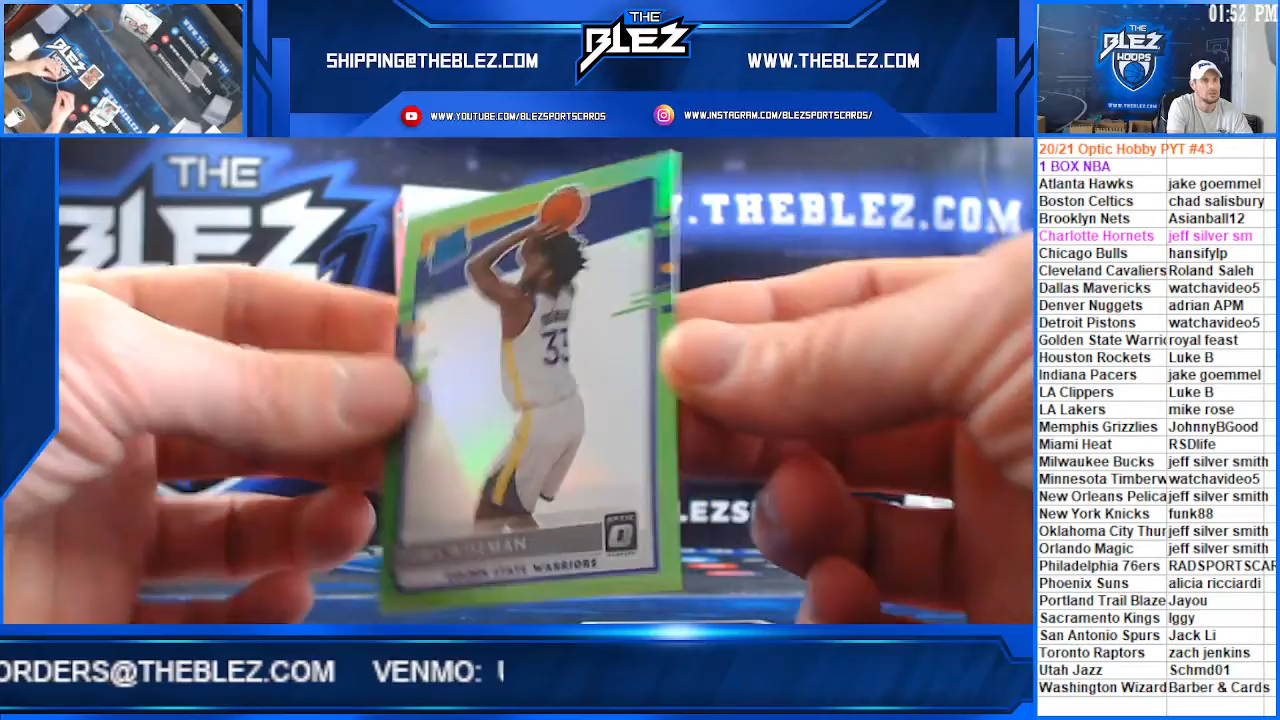 01:52 PM
THE
BLEZ
SHIPPING@THEBLEZ.COM
WWW.THEBLEZ.COM
WWW.YOUTUBE.COM/BLEZSPORTSCARDS
WWW.INSTAGRAM.COM/BLEZSPORTSCARDS/
THE
BLEZ
HOOPS
WWW.THEBLEZ.COM
THE
BLEZ
.THEBLEZ.COM
33
WISEMAN
GOLDEN STATE WARRIORS
OPTIC
LEZS
20/21 Optic Hobby PYT #43
1 BOX NBA
Atlanta Hawks jake goemmel
Boston Celtics chad salisbury
Brooklyn Nets Asianball12
Charlotte Hornets jeff silver sm
Chicago Bulls hansifylp
Cleveland Cavaliers Roland Saleh
Dallas Mavericks watchavideo5
Denver Nuggets adrian APM
Detroit Pistons watchavideo5
Golden State Warri royal feast
Houston Rockets Luke B
Indiana Pacers jake goemmel
LA Clippers Luke B
LA Lakers mike rose
Memphis Grizzlies JohnnyBGood
Miami Heat RSDlife
Milwaukee Bucks jeff silver smith
Minnesota Timberw watchavideo5
New Orleans Pelica jeff silver smith
New York Knicks funk88
Oklahoma City Thur jeff silver smith
Orlando Magic jeff silver smith
Philadelphia 76ers RADSPORTSCAR
Phoenix Suns alicia ricciardi
Portland Trail Blaze Jayou
Sacramento Kings Iggy
San Antonio Spurs Jack Li
Toronto Raptors zach jenkins
Utah Jazz Schmd01
Washington Wizard Barber & Cards
ORDERS@THEBLEZ.COM VENMO: